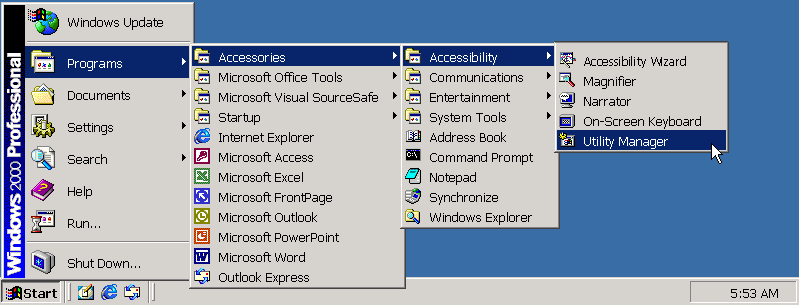 Windows 2000 Professional
Windows Update
Programs
Documents
Settings
Search
Help
Run...
Shut Down...
Accessories
Microsoft Office Tools
Microsoft Visual SourceSafe
Startup
Internet Explorer
Microsoft Access
Microsoft Excel
Microsoft FrontPage
Microsoft Outlook
Microsoft PowerPoint
Microsoft Word
Outlook Express
Accessibility
Communications
Entertainment
System Tools
Address Book
Command Prompt
Notepad
Synchronize
Windows Explorer
Accessibility Wizard
Magnifier
Narrator
On-Screen Keyboard
Utility Manager
Start
5:53 AM